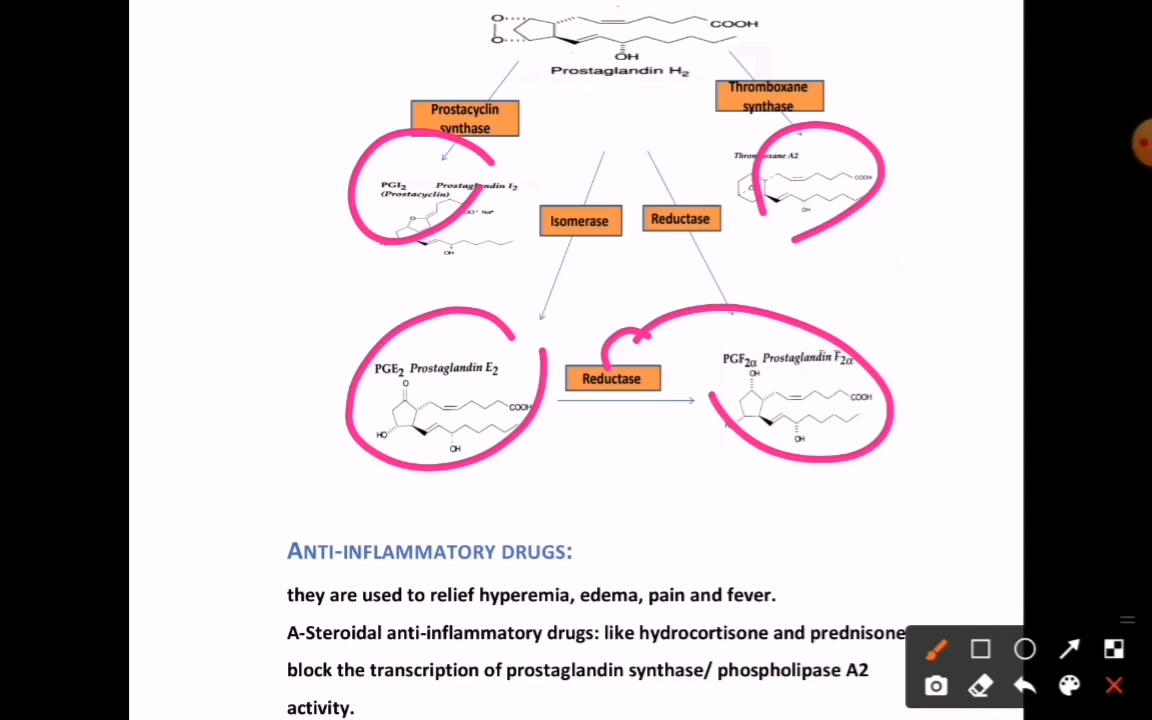 O
O
COOH
OH
Prostaglandin H2
Prostacyclin
synthase
Thromboxane
synthase
PGI2 Prostaglandin I2
(Prostacyclin)
Na+
OH
Thromboxane A2
COOH
OH
Isomerase
Reductase
PGE2 Prostaglandin E2
O
COOH
HO
OH
Reductase
PGF2α Prostaglandin F2α
OH
COOH
OH
ANTI-INFLAMMATORY DRUGS:
they are used to relief hyperemia, edema, pain and fever.
A-Steroidal anti-inflammatory drugs: like hydrocortisone and prednisone
block the transcription of prostaglandin synthase/ phospholipase A2
activity.